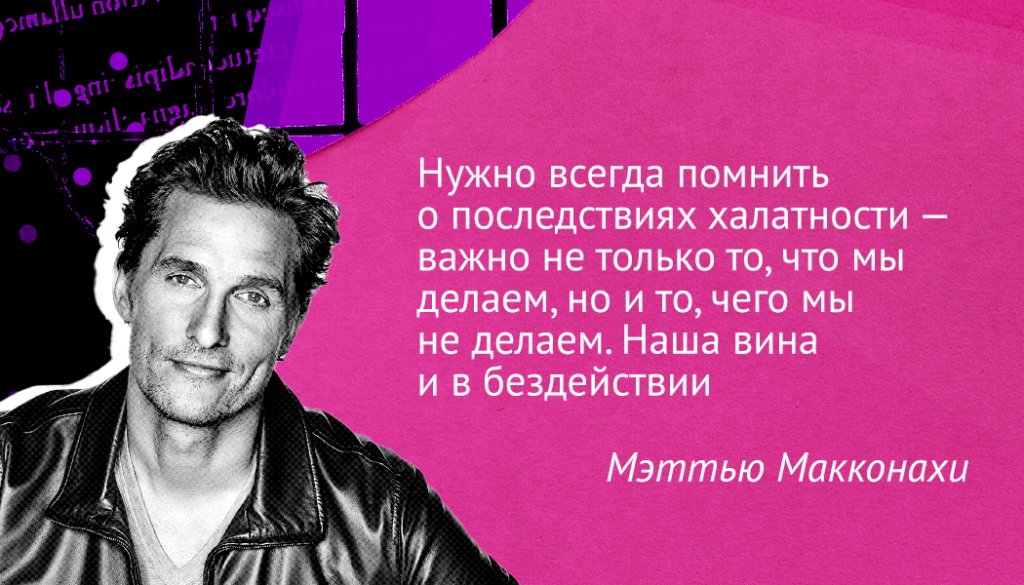 Нужно всегда помнить
о последствиях халатности —
важно не только то, что мы
делаем, но и то, чего мы
не делаем. Наша вина
и в бездействии
Мэттью Макконахи